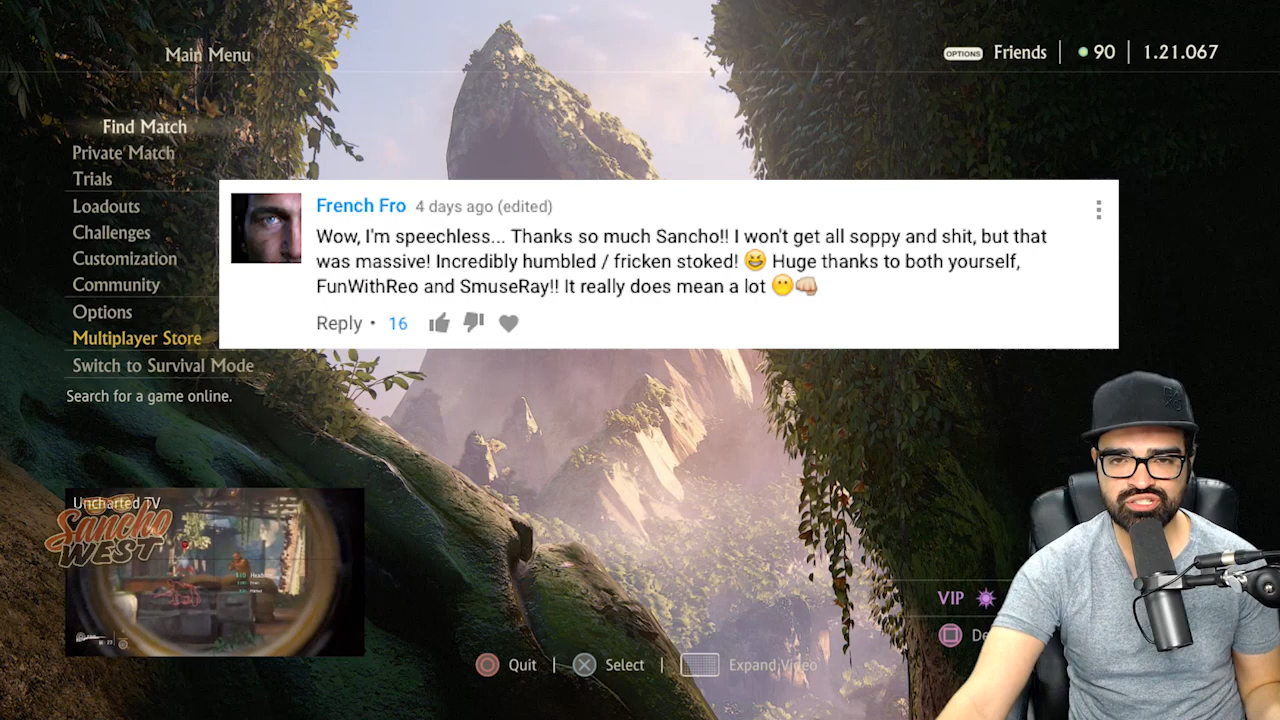 Main Menu
OPTIONS Friends 90 1.21.067
Find Match
Private Match
Trials
Loadouts
Challenges
Customization
Community
Options
Multiplayer Store
Switch to Survival Mode
Search for a game online.
French Fro 4 days ago (edited)
Wow, I'm speechless... Thanks so much Sancho!! I won't get all soppy and shit, but that
was massive! Incredibly humbled / fricken stoked! 😆 Huge thanks to both yourself,
FunWithReo and SmuseRay!! It really does mean a lot 😶👊
Reply • 16
Uncharted TV
Sancho
WEST
VIP
De
Quit | Select | Expand Video